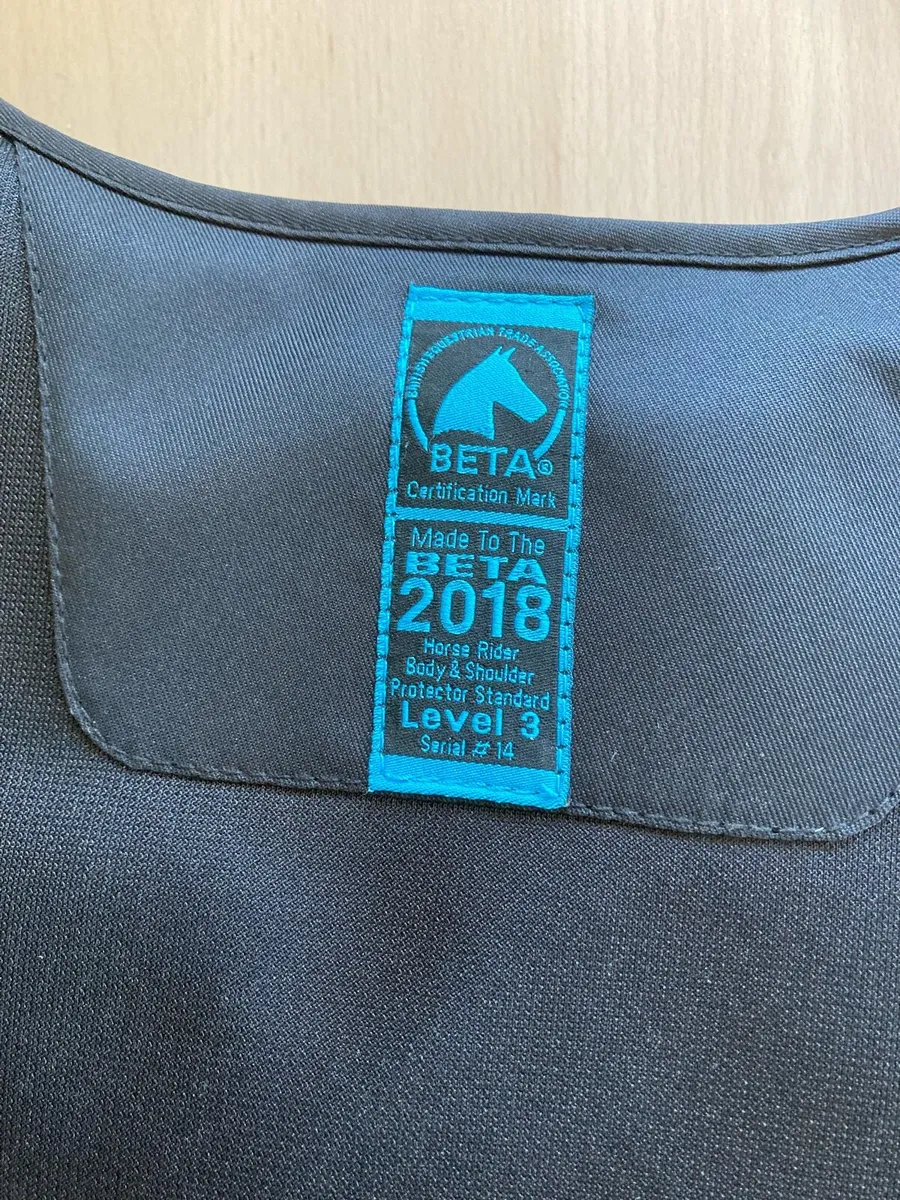 BRITISH EQUESTRIAN TRADE ASSOCIATION
BETA®
Certification Mark
Made To The
BETA
2018
Horse Rider
Body & Shoulder
Protector Standard
Level 3
Serial # 14